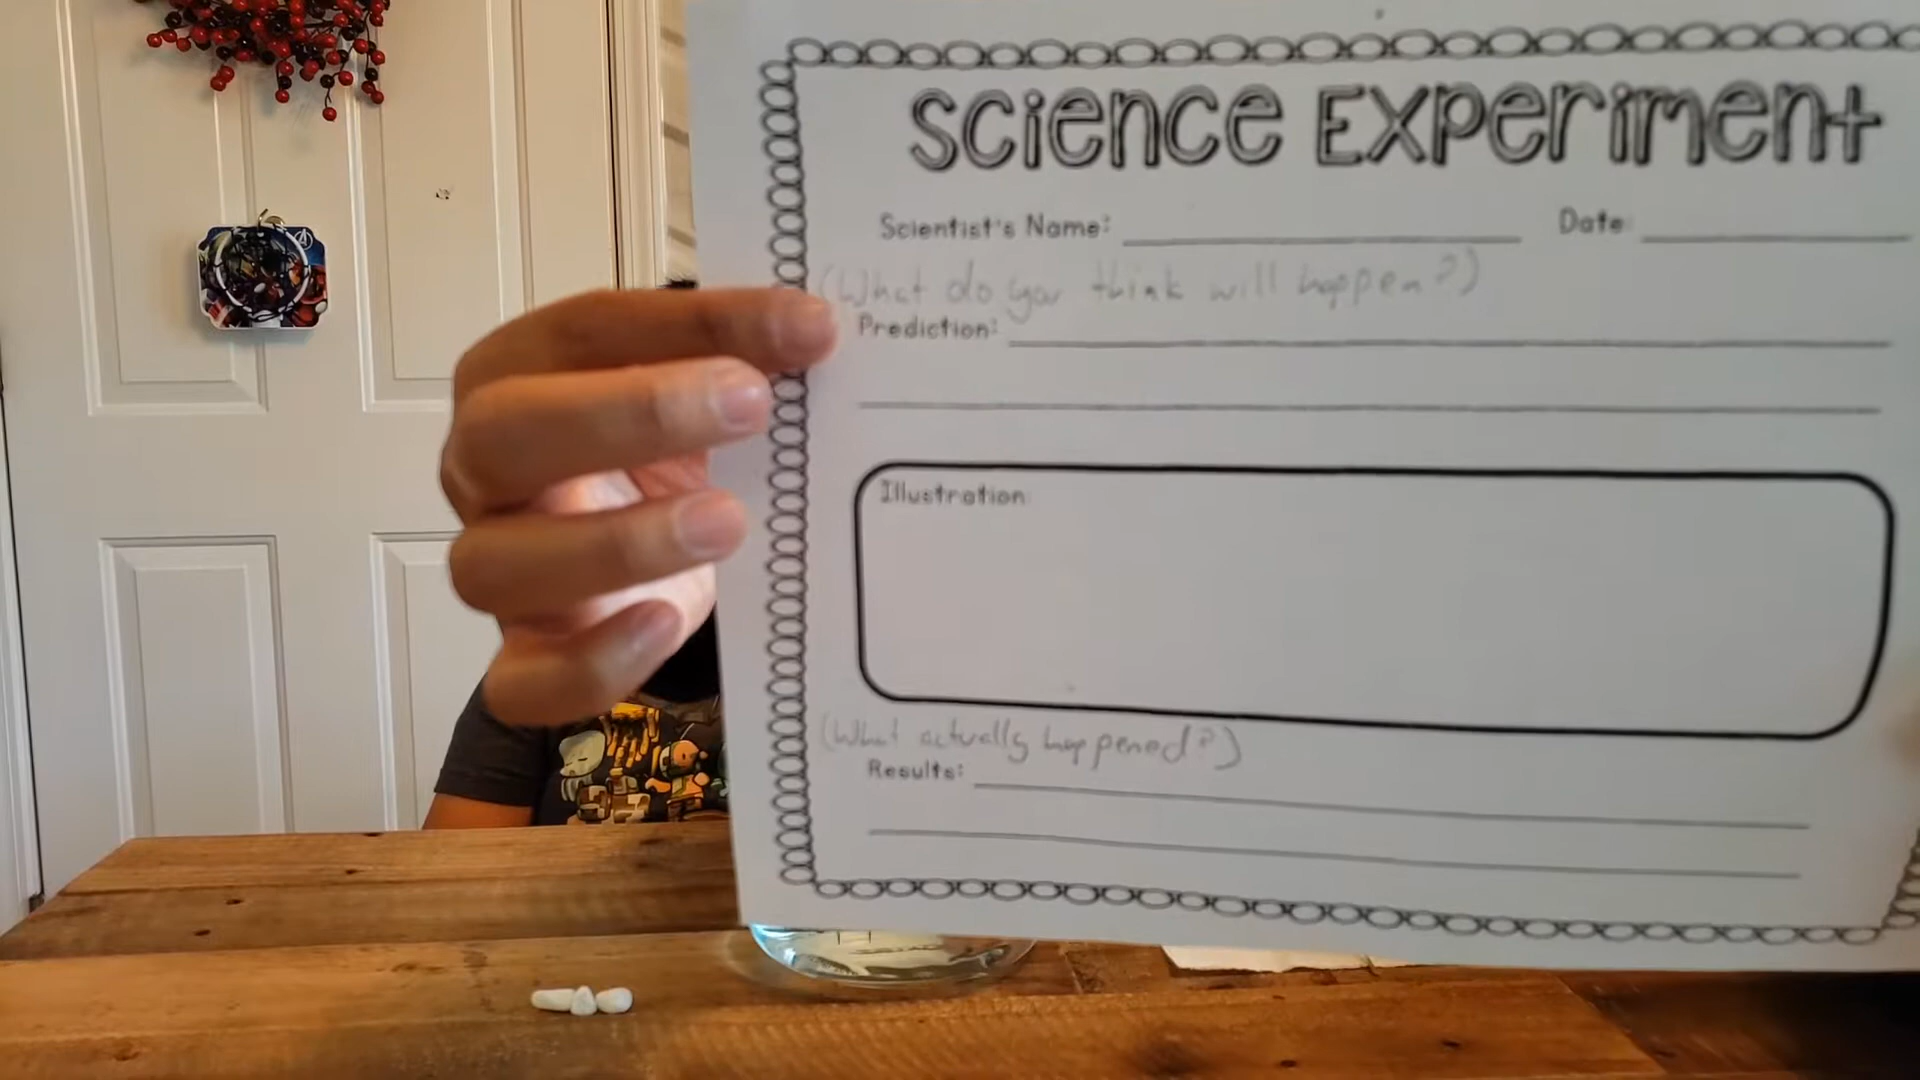 Science Experiment
Scientist's Name: Date:
(What do you think will happen?)
Prediction:
Illustration:
(What actually happened?)
Results: